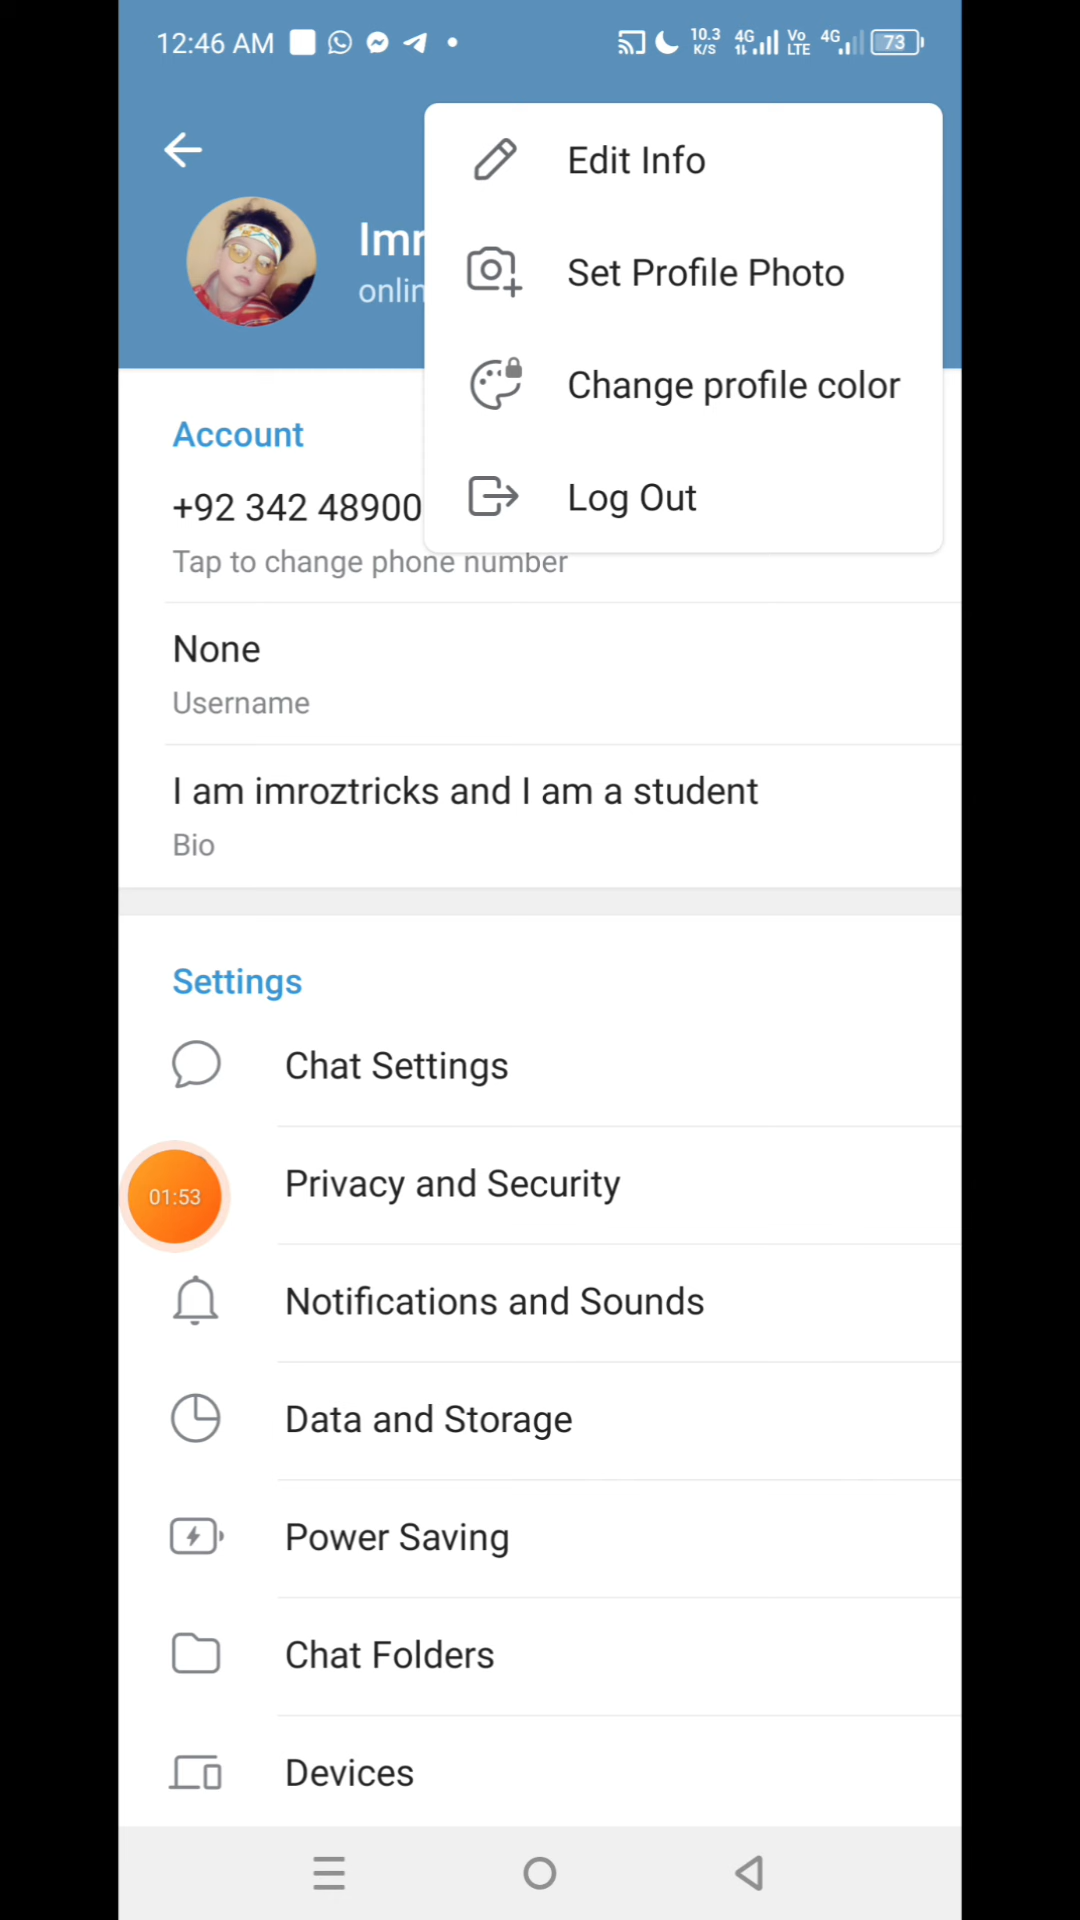 12:46 AM
10.3 K/S
4G
Vo LTE
4G
73
Edit Info
Imr
onlin
Set Profile Photo
Change profile color
Account
+92 342 48900
Log Out
Tap to change phone number
None
Username
I am imroztricks and I am a student
Bio
Settings
Chat Settings
Privacy and Security
01:53
Notifications and Sounds
Data and Storage
Power Saving
Chat Folders
Devices